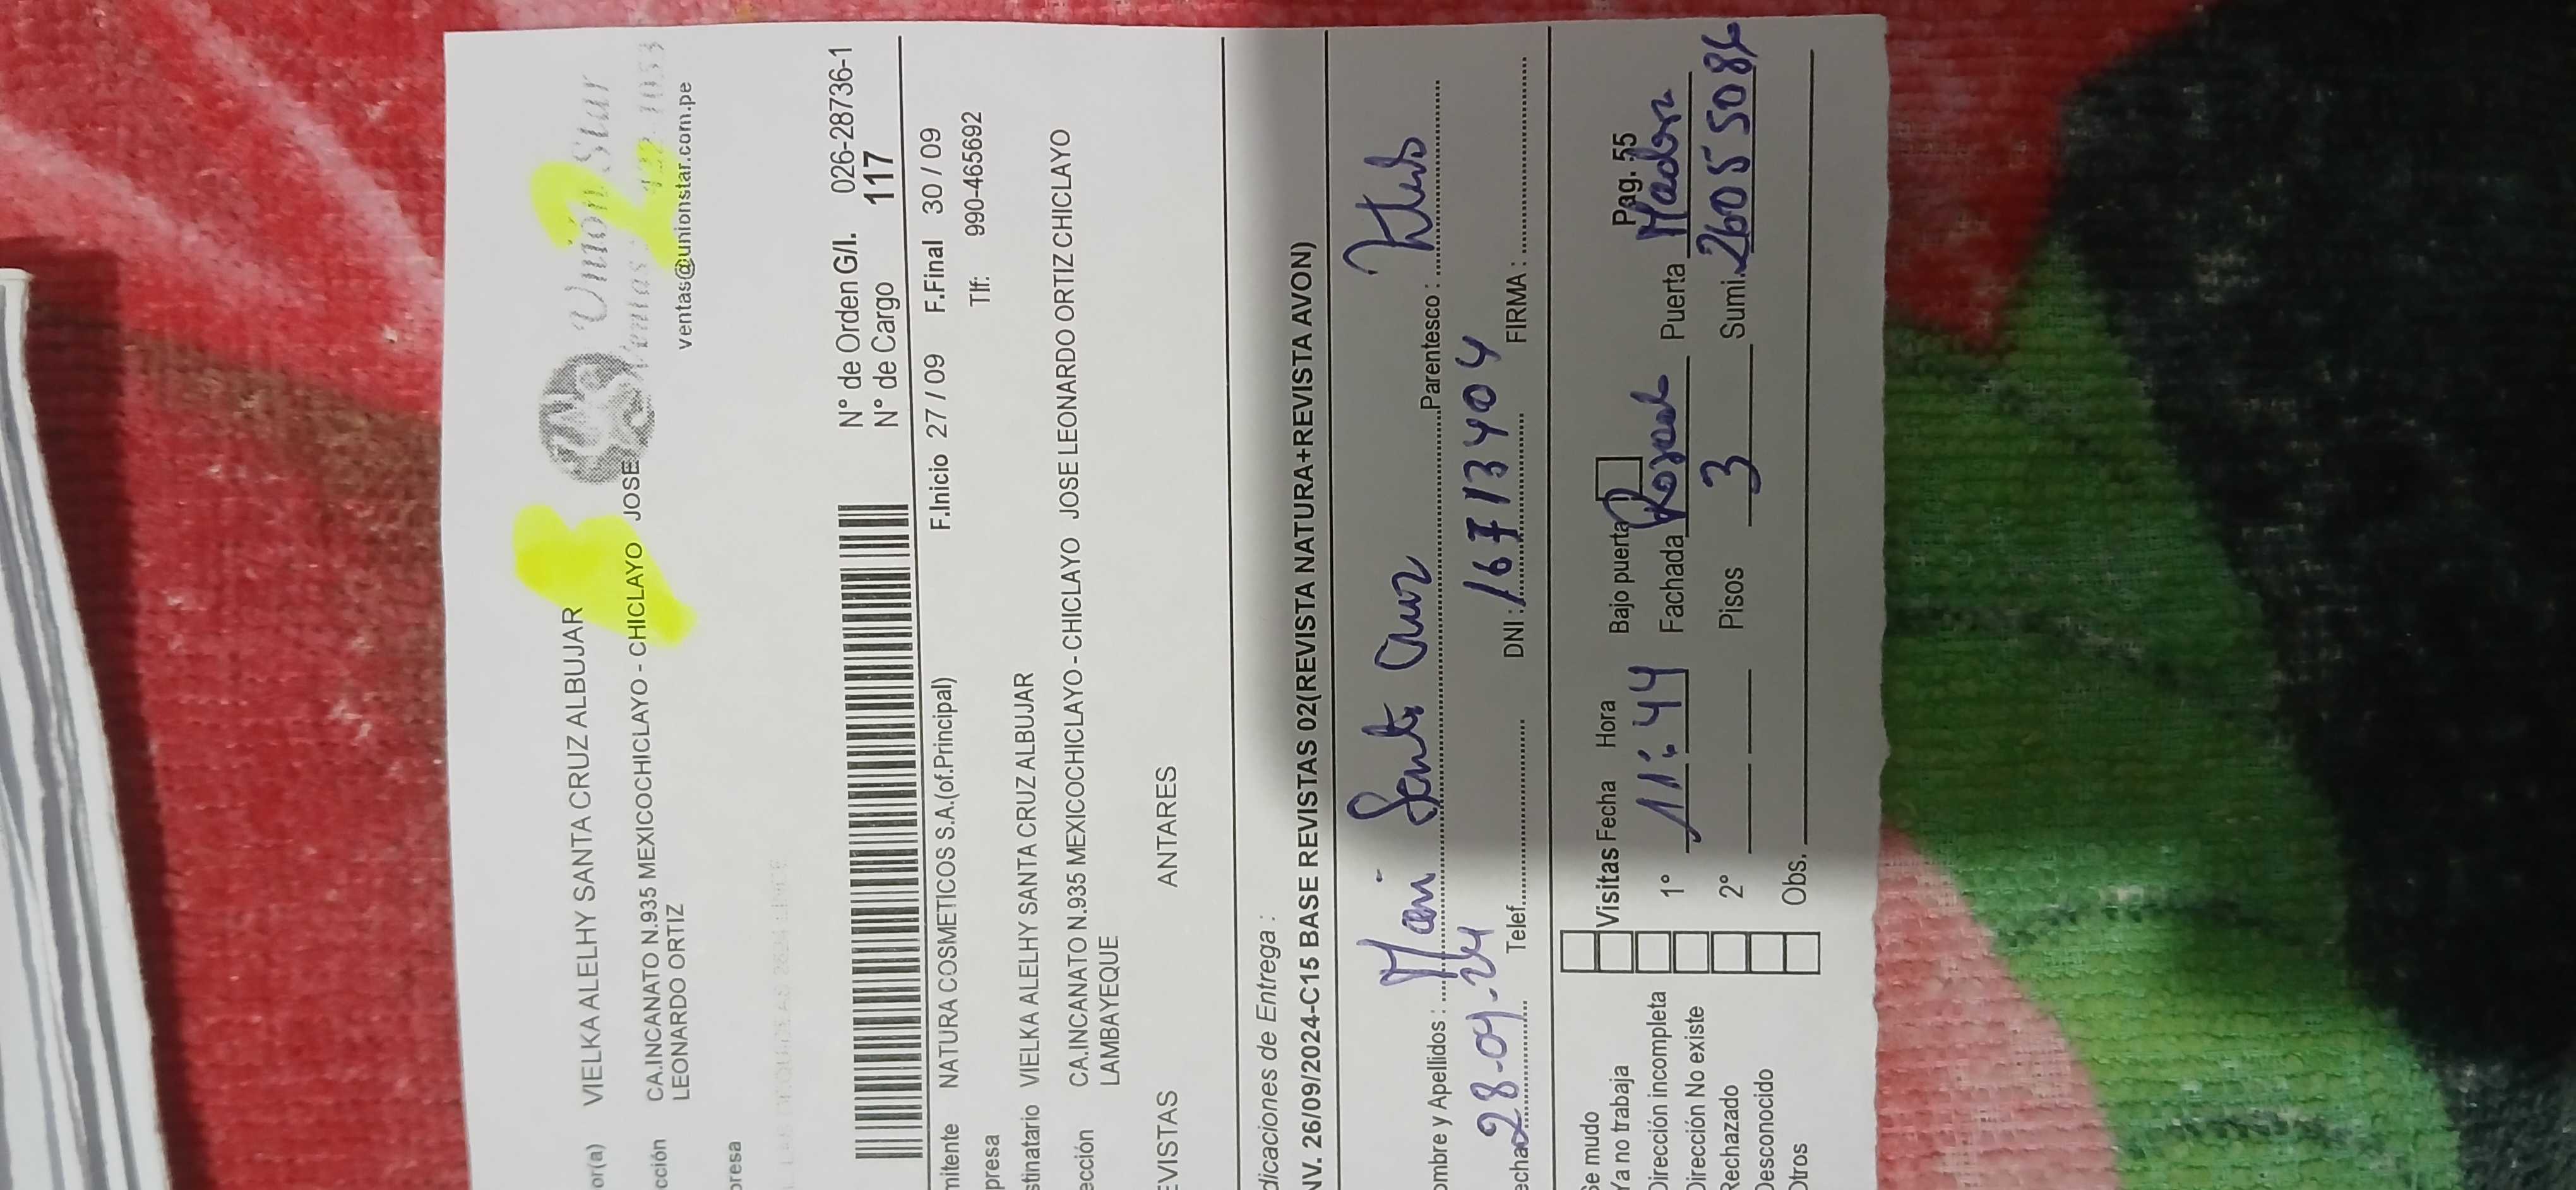 Unión Star
ventas@unionstar.com.pe
or(a) VIELKA ALELHY SANTA CRUZ ALBUJAR
cción CA.INCANATO N.935 MEXICOCHICLAYO - CHICLAYO JOSE
LEONARDO ORTIZ
presa
N° de Orden G/I. 026-28736-1
N° de Cargo 117
mitente NATURA COSMETICOS S.A.(of.Principal) F.Inicio 27 / 09 F.Final 30 / 09
presa Tlf: 990-465692
stinatario VIELKA ALELHY SANTA CRUZ ALBUJAR
ección CA.INCANATO N.935 MEXICOCHICLAYO - CHICLAYO JOSE LEONARDO ORTIZ CHICLAYO
LAMBAYEQUE
EVISTAS ANTARES
dicaciones de Entrega :
NV. 26/09/2024-C15 BASE REVISTAS 02(REVISTA NATURA+REVISTA AVON)
ombre y Apellidos : Santa Cruz Parentesco :
echa 28-09-24 Telef. DNI : 16713404 FIRMA :
Se mudo
Ya no trabaja Visitas Fecha Hora Bajo puerta Pag. 55
Dirección incompleta 1° 11:44 Fachada Rosado Puerta Madera
Dirección No existe
Rechazado 2° Pisos 3 Sumi.
Desconocido
Otros Obs.